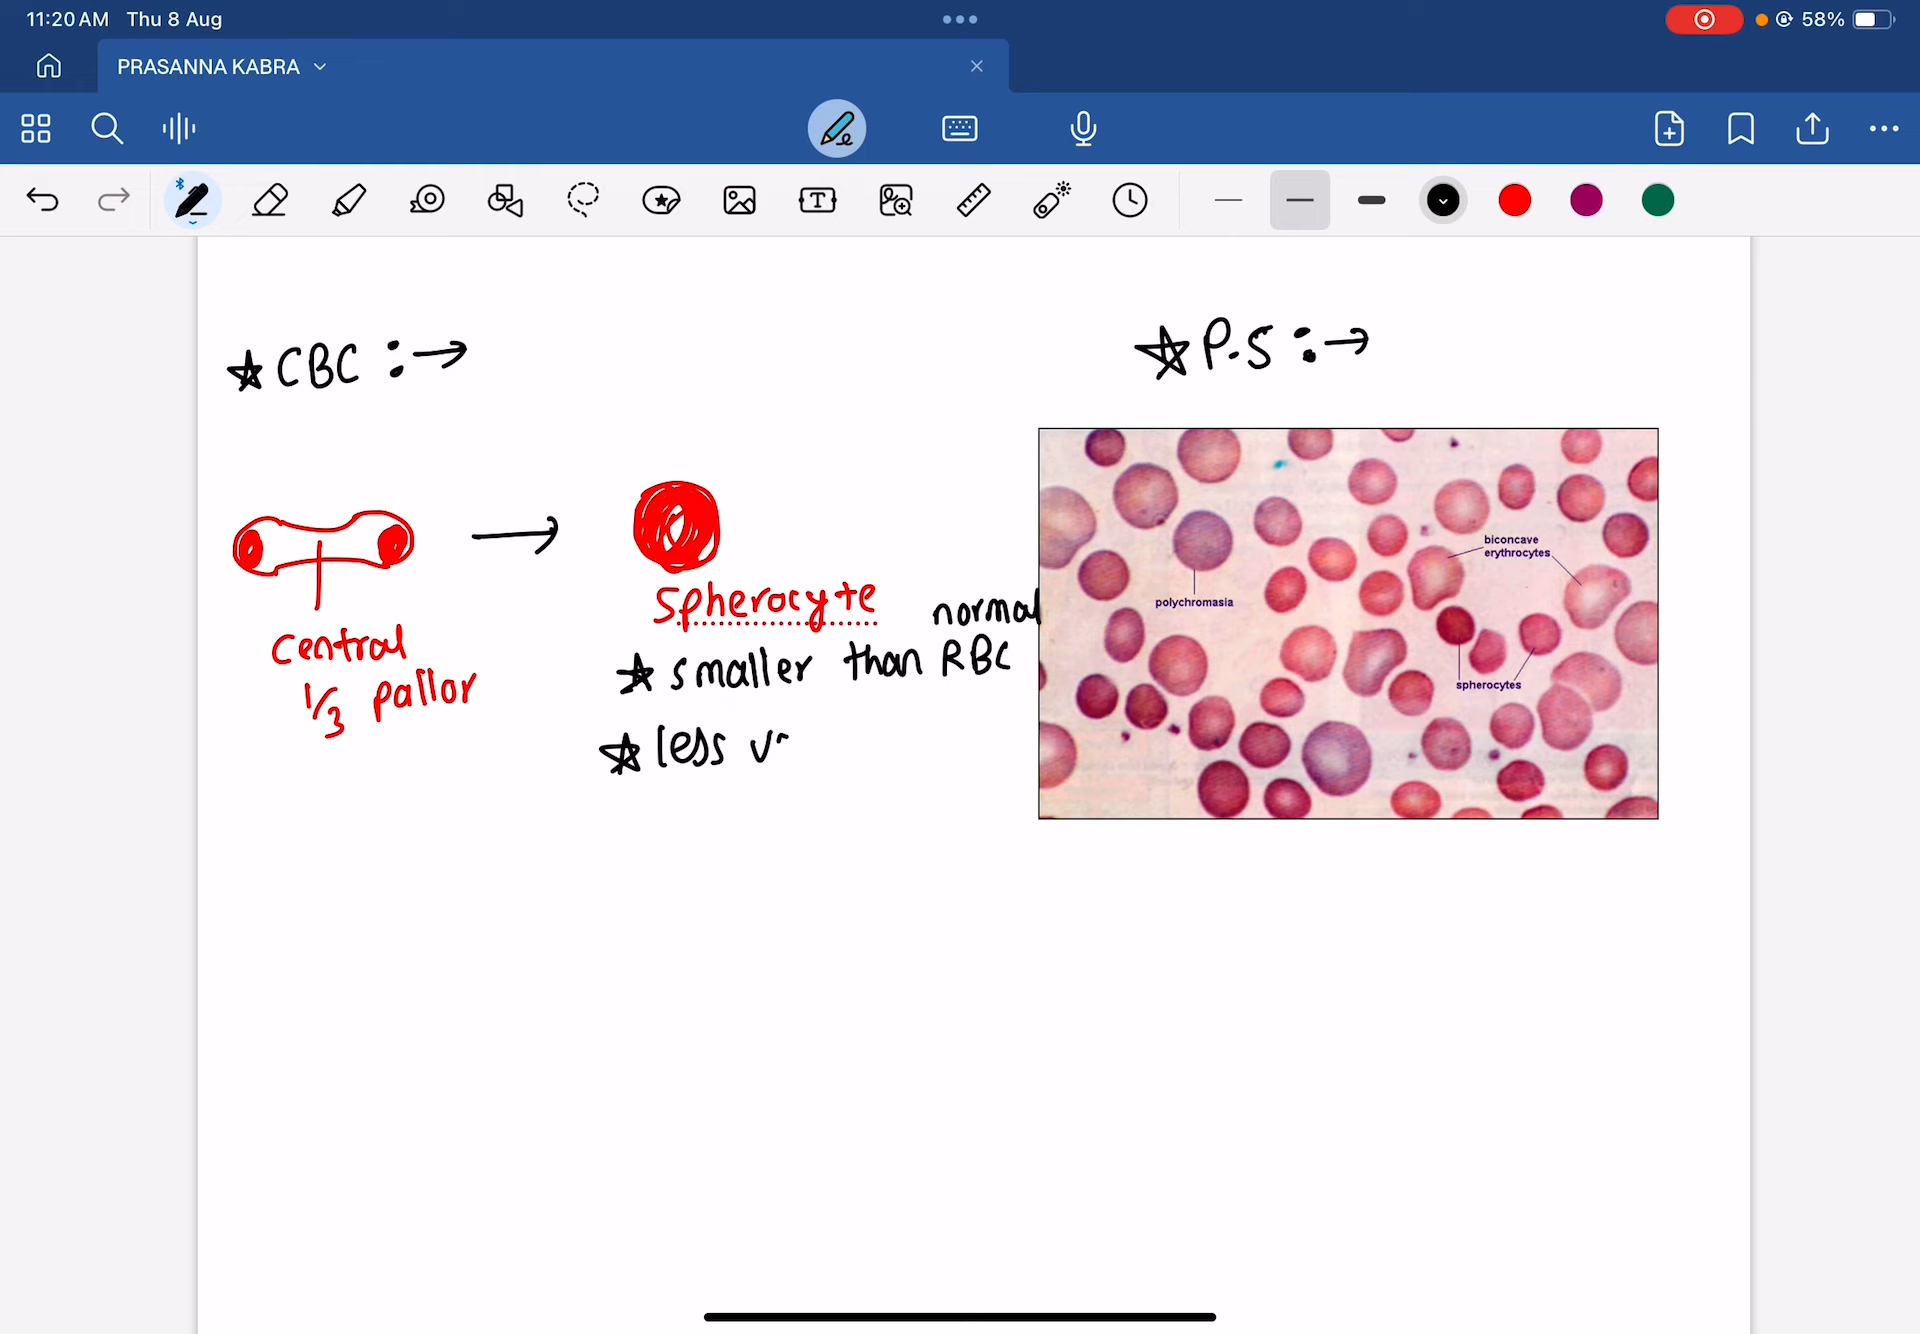 11:20 AM Thu 8 Aug
58%
PRASANNA KABRA
CBC :→
P.S :→
Central
1/3 pallor
Spherocyte
normal
smaller than RBC
less
biconcave
erythrocytes
polychromasia
spherocytes